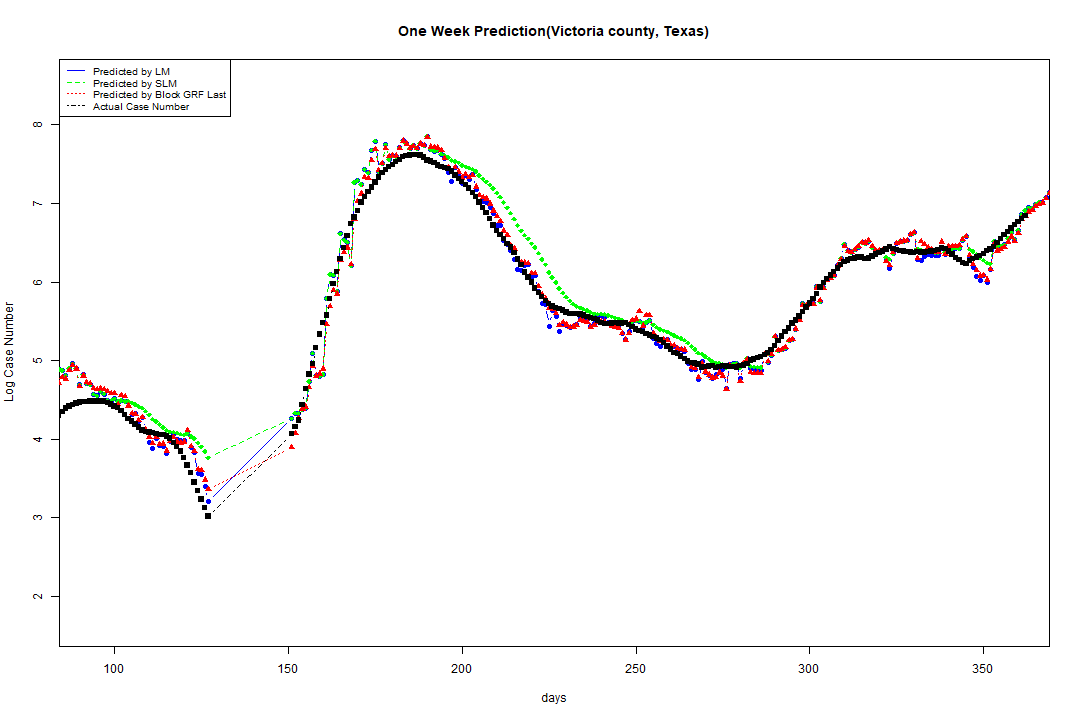 One Week Prediction(Victoria county, Texas)
Predicted by LM
Predicted by SLM
Predicted by Block GRF Last
Actual Case Number
8
7
6
5
4
3
2
Log Case Number
100 150 200 250 300 350
days